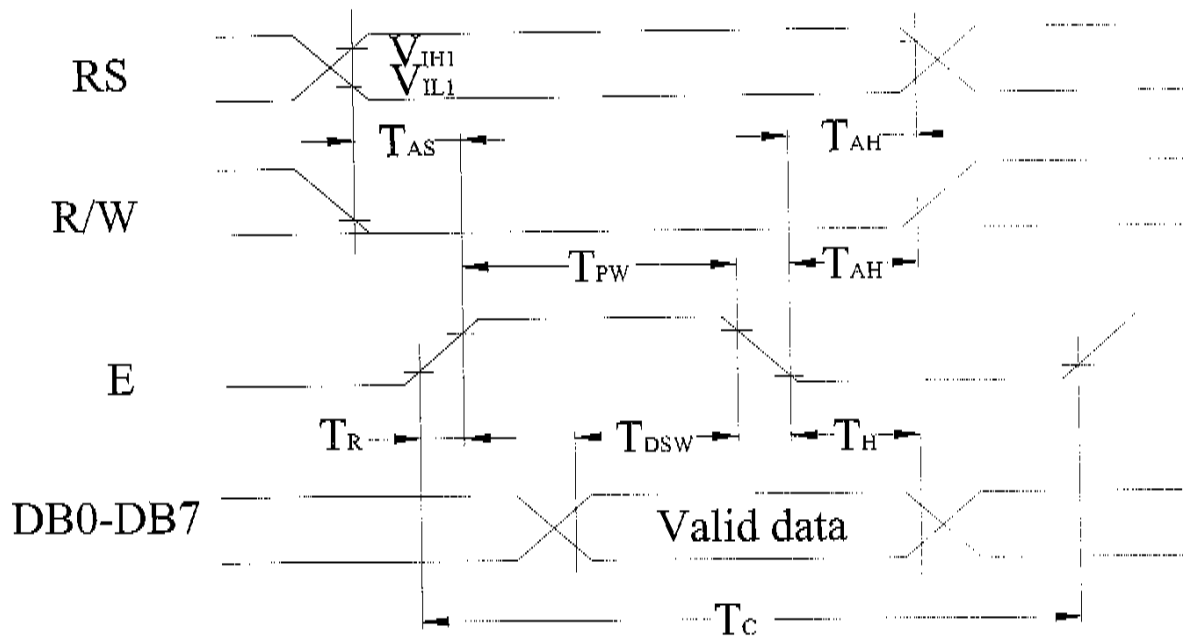 RS
VIH1
VIL1
TAS
TAH
R/W
TPW
TAH
E
TR
TDSW
TH
DB0-DB7
Valid data
TC